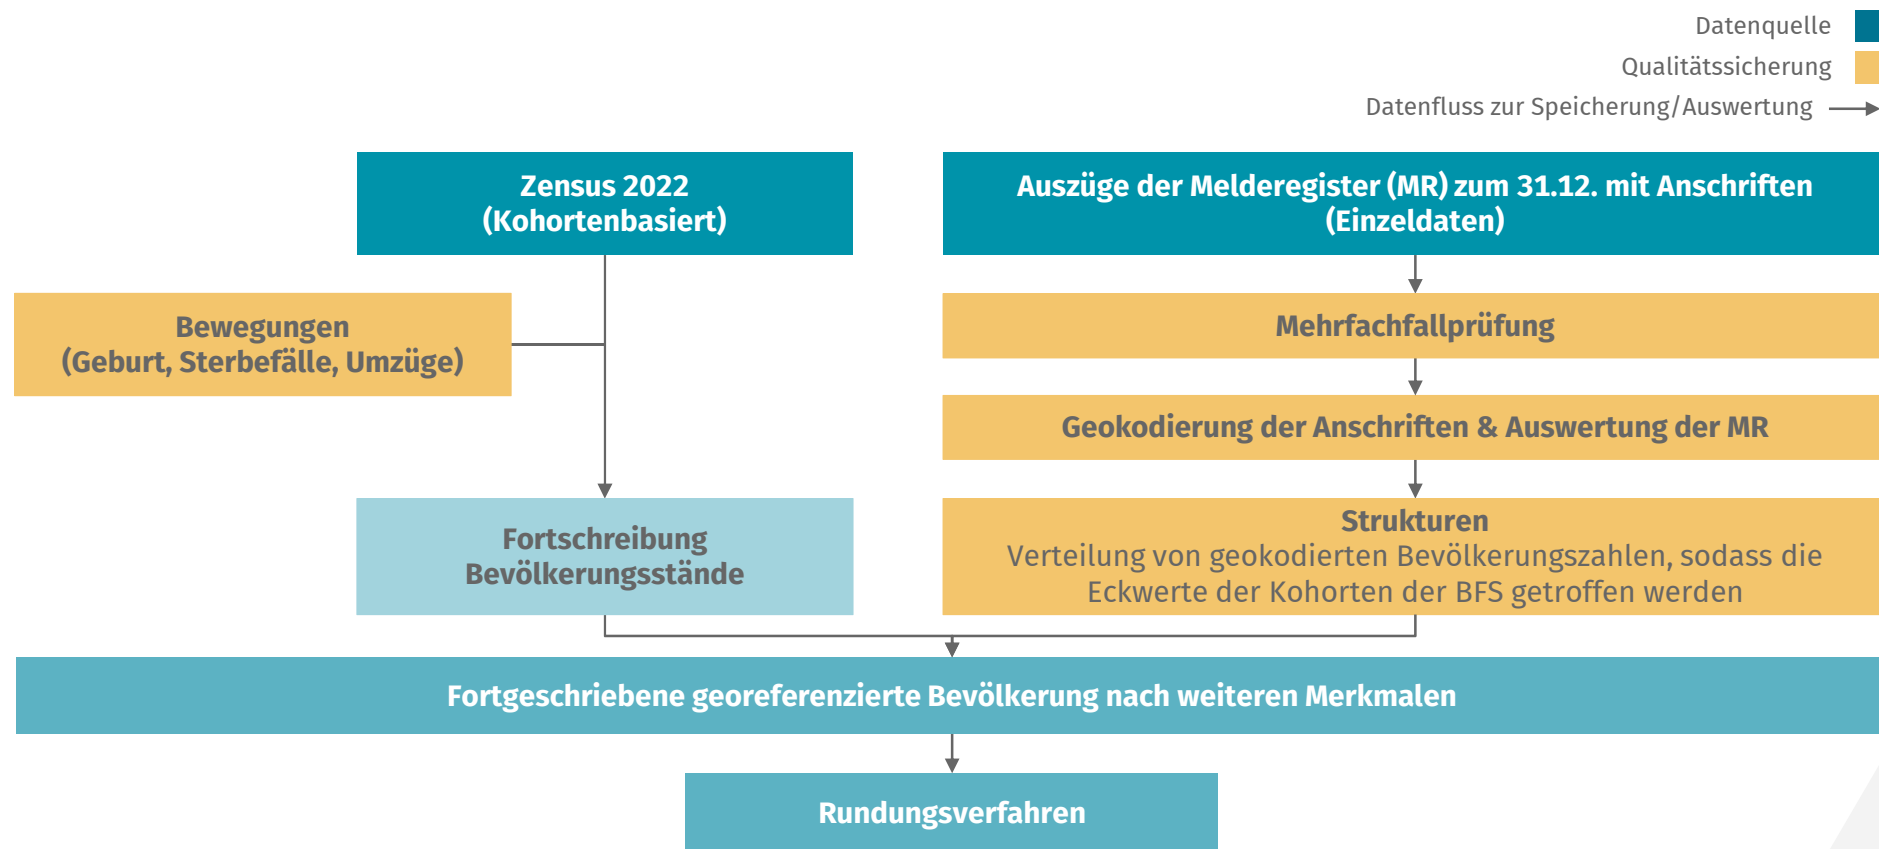 Datenquelle
Qualitätssicherung
Datenfluss zur Speicherung/Auswertung
Zensus 2022
(Kohortenbasiert)
Auszüge der Melderegister (MR) zum 31.12. mit Anschriften
(Einzeldaten)
Bewegungen
(Geburt, Sterbefälle, Umzüge)
Mehrfachfallprüfung
Geokodierung der Anschriften & Auswertung der MR
Fortschreibung
Bevölkerungsstände
Strukturen
Verteilung von geokodierten Bevölkerungszahlen, sodass die
Eckwerte der Kohorten der BFS getroffen werden
Fortgeschriebene georeferenzierte Bevölkerung nach weiteren Merkmalen
Rundungsverfahren